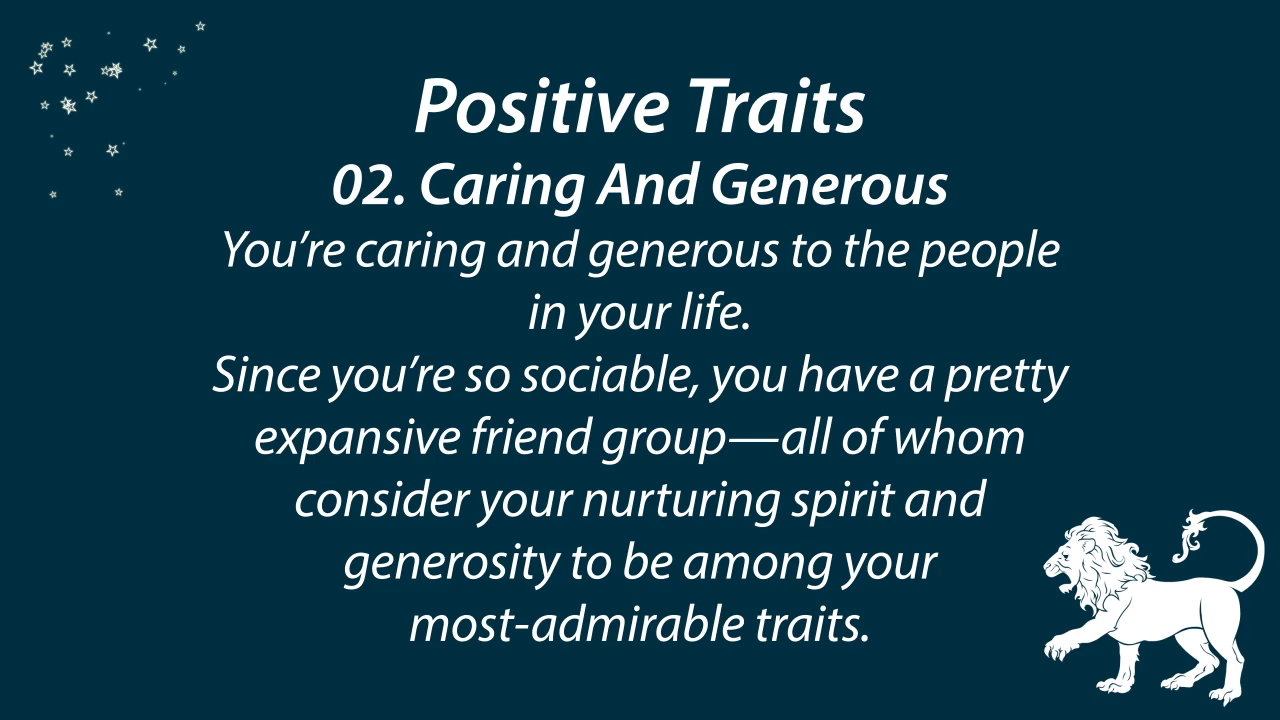 Positive Traits
02. Caring And Generous
You’re caring and generous to the people
in your life.
Since you’re so sociable, you have a pretty
expansive friend group—all of whom
consider your nurturing spirit and
generosity to be among your
most-admirable traits.